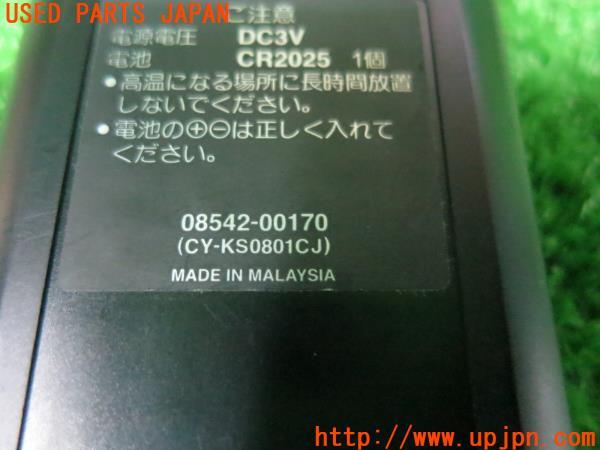 USED PARTS JAPAN
ご注意
電源電圧 DC3V
電池 CR2025 1個
●高温になる場所に長時間放置
しないでください。
●電池の⊕⊖は正しく入れて
ください。
08542-00170
(CY-KS0801CJ)
MADE IN MALAYSIA
http://www.upjpn.com/